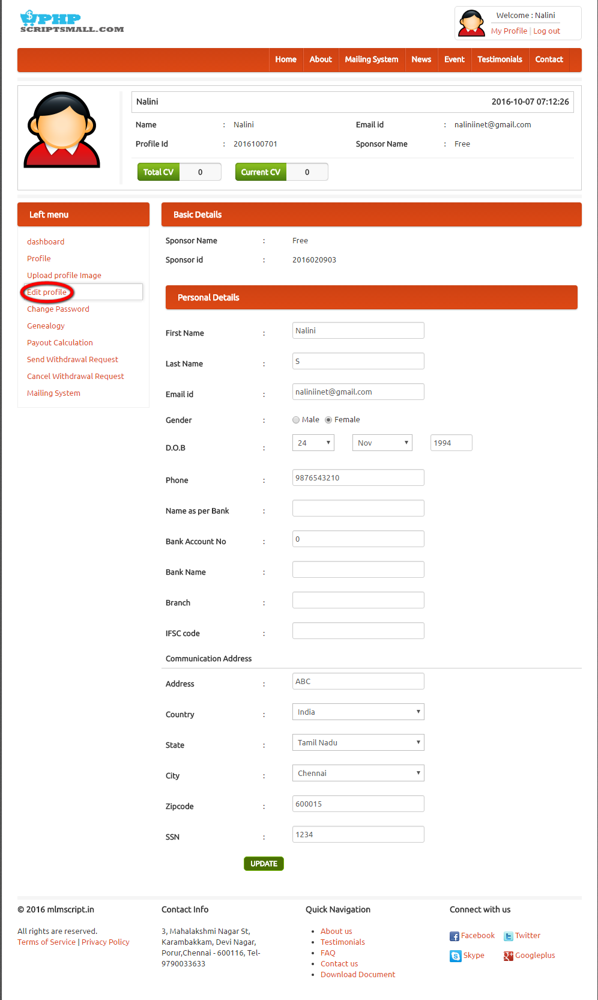 PHP
SCRIPTSMALL.COM
Welcome : Nalini
My Profile | Log out
Home About Mailing System News Event Testimonials Contact
Nalini 2016-10-07 07:12:26
Name : Nalini Email id : naliniinet@gmail.com
Profile Id : 2016100701 Sponsor Name : Free
Total CV 0 Current CV 0
Left menu
dashboard
Profile
Upload profile Image
Edit profile
Change Password
Genealogy
Payout Calculation
Send Withdrawal Request
Cancel Withdrawal Request
Mailing System
Basic Details
Sponsor Name : Free
Sponsor id : 2016020903
Personal Details
First Name : Nalini
Last Name : S
Email id : naliniinet@gmail.com
Gender : Male Female
D.O.B : 24 Nov 1994
Phone : 9876543210
Name as per Bank :
Bank Account No : 0
Bank Name :
Branch :
IFSC code :
Communication Address
Address : ABC
Country : India
State : Tamil Nadu
City : Chennai
Zipcode : 600015
SSN : 1234
UPDATE
© 2016 mlmscript.in
All rights are reserved.
Terms of Service | Privacy Policy
Contact Info
3, Mahalakshmi Nagar St,
Karambakkam, Devi Nagar,
Porur,Chennai - 600116, Tel-
9790033633
Quick Navigation
About us
Testimonials
FAQ
Contact us
Download Document
Connect with us
Facebook Twitter
Skype Googleplus